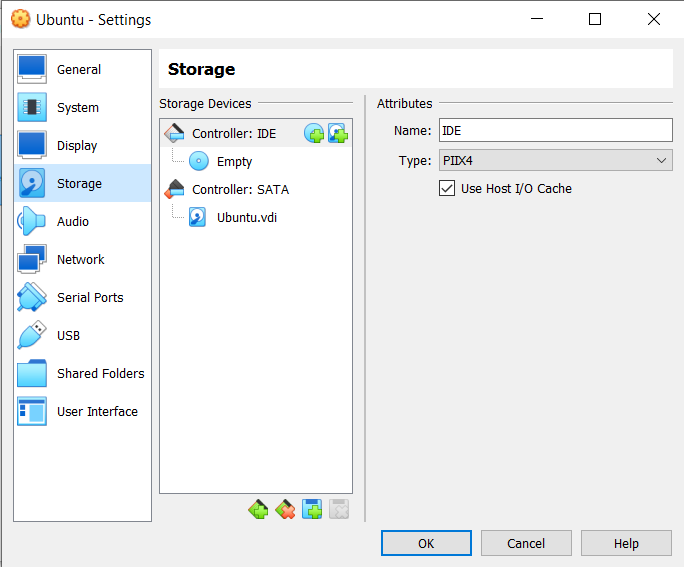 Ubuntu - Settings
General
System
Display
Storage
Audio
Network
Serial Ports
USB
Shared Folders
User Interface
Storage
Storage Devices
Controller: IDE
Empty
Controller: SATA
Ubuntu.vdi
Attributes
Name: IDE
Type: PIIX4
Use Host I/O Cache
OK Cancel Help